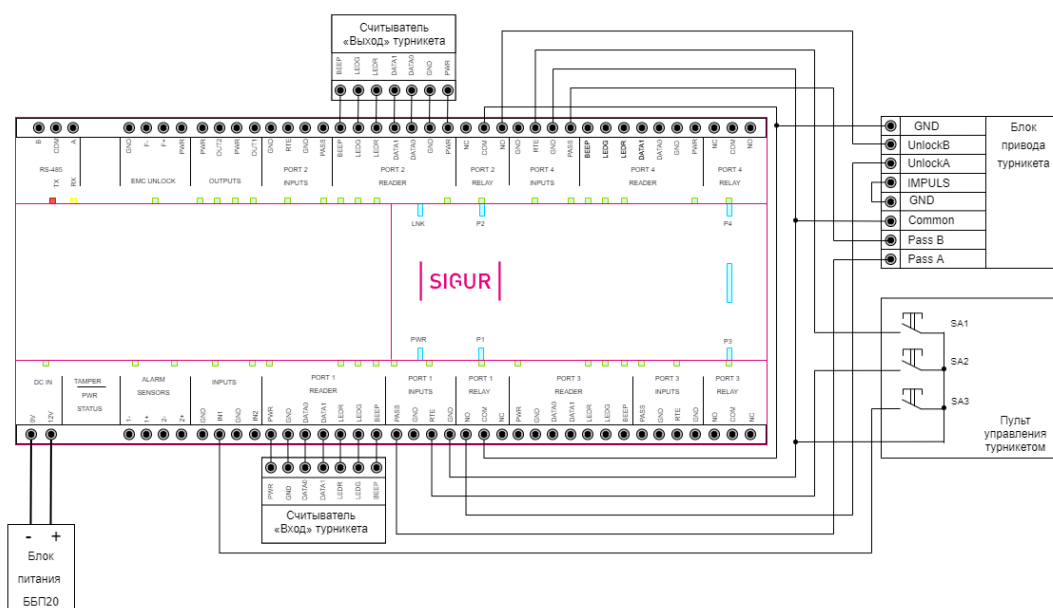 Считыватель
«Выход» турникета
BEEP LEDG LEDR DATA1 DATA0 GND PWR
B COM A GND F- F+ PWR PWR OUT2 PWR OUT1 GND RTE GND PASS BEEP LEDG LEDR DATA1 DATA0 GND PWR NC COM NO GND RTE GND PASS BEEP LEDG LEDR DATA1 DATA0 GND PWR NC COM NO
RS-485 EMC UNLOCK OUTPUTS PORT 2 INPUTS PORT 2 READER PORT 2 RELAY PORT 4 INPUTS PORT 4 READER PORT 4 RELAY
TX RX
LNK P2 P4
SIGUR
PWR P1 P3
DC IN TAMPER PWR STATUS ALARM SENSORS INPUTS PORT 1 READER PORT 1 INPUTS PORT 1 RELAY PORT 3 READER PORT 3 INPUTS PORT 3 RELAY
0V 12V 1- 1+ 2- 2+ GND IN1 GND IN2 PWR GND DATA0 DATA1 LEDR LEDG BEEP PASS GND RTE GND NO COM NC PWR GND DATA0 DATA1 LEDR LEDG BEEP PASS GND RTE GND NO COM NC
PWR GND DATA0 DATA1 LEDR LEDG BEEP
Считыватель
«Вход» турникета
- +
Блок
питания
ББП20
GND
UnlockB
UnlockA
IMPULS
GND
Common
Pass B
Pass A
Блок
привода
турникета
SA1
SA2
SA3
Пульт
управления
турникетом